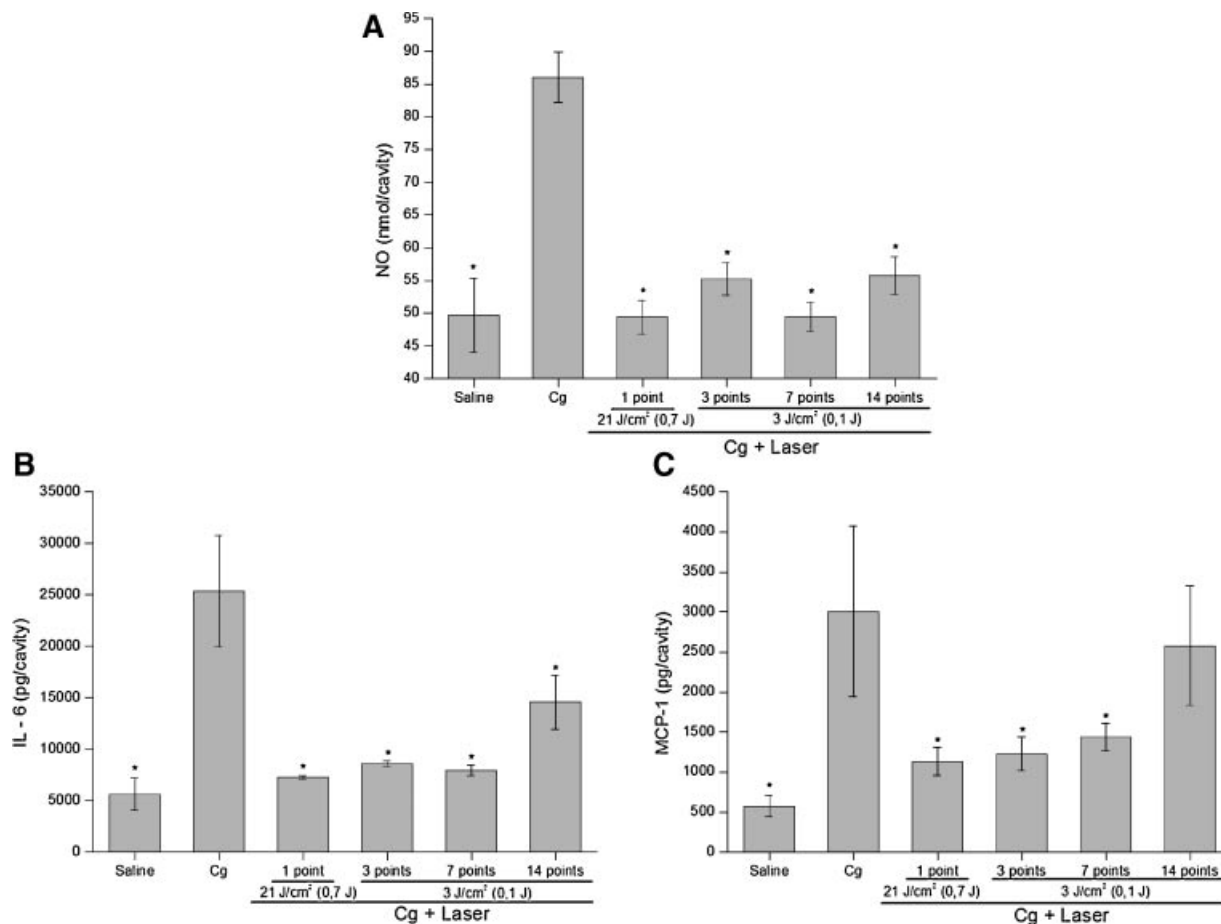 A
95
90
85
80
75
70
65
60
55
50
45
40
NO (nmol/cavity)
* * * * *
Saline Cg 1 point 3 points 7 points 14 points
21 J/cm² (0,7 J) 3 J/cm² (0,1 J)
Cg + Laser
B
35000
30000
25000
20000
15000
10000
5000
0
IL - 6 (pg/cavity)
* * * * *
Saline Cg 1 point 3 points 7 points 14 points
21 J/cm² (0,7 J) 3 J/cm² (0,1 J)
Cg + Laser
C
4500
4000
3500
3000
2500
2000
1500
1000
500
0
MCP-1 (pg/cavity)
* * * *
Saline Cg 1 point 3 points 7 points 14 points
21 J/cm² (0,7 J) 3 J/cm² (0,1 J)
Cg + Laser